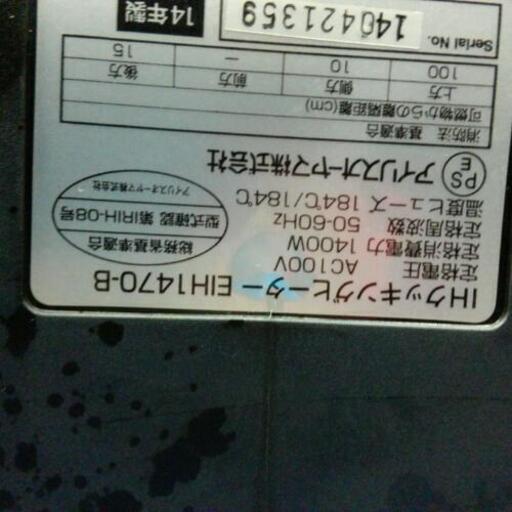 IHクッキングヒーター EIH1470-B
定格電圧 AC100V
定格消費電力 1400W
定格周波数 50-60Hz
温度ヒューズ 184℃/184℃
総務省基準適合
型式確認 第IRIH-08号
アイリスオーヤマ株式会社
PS
E
アイリスオーヤマ株式会社
消防法 基準適合
可燃物からの離隔距離(cm)
上方 側方 前方 後方
100 10 ー 15
Serial No. 140421359
14年製